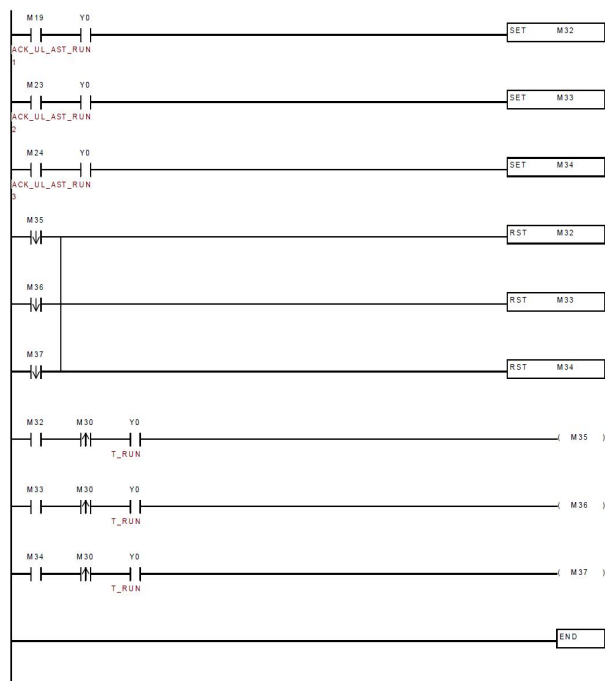 M19 Y0
SET M32
ACK_UL_AST_RUN
1
M23 Y0
SET M33
ACK_UL_AST_RUN
2
M24 Y0
SET M34
ACK_UL_AST_RUN
3
M35
RST M32
M36
RST M33
M37
RST M34
M32 M30 Y0
( M35 )
T_RUN
M33 M30 Y0
( M36 )
T_RUN
M34 M30 Y0
( M37 )
T_RUN
END